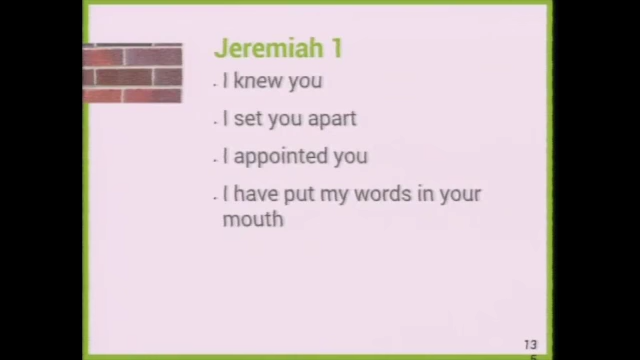 Jeremiah 1
. I knew you
. I set you apart
. I appointed you
. I have put my words in your
mouth
13
5